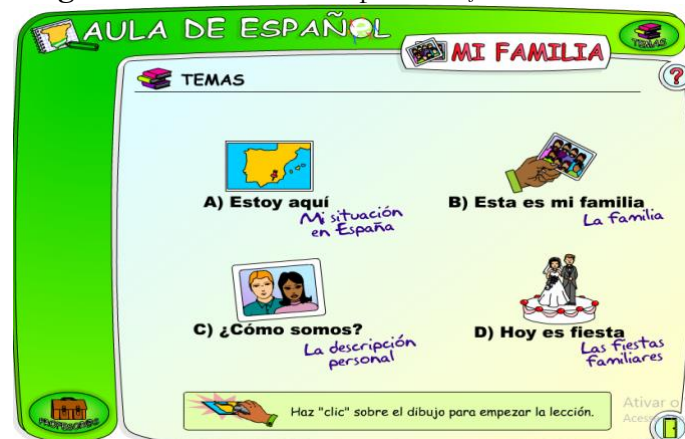 AULA DE ESPAÑOL
MI FAMILIA
TEMAS
?
TEMAS
A) Estoy aquí
Mi situación
en España
B) Esta es mi familia
La familia
C) ¿Cómo somos?
La descripción
personal
D) Hoy es fiesta
Las fiestas
familiares
Haz "clic" sobre el dibujo para empezar la lección.
PROFESORES
Ativar o